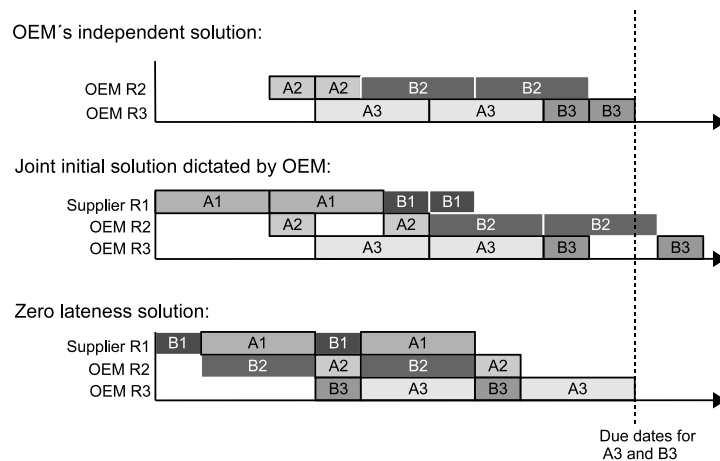 OEM´s independent solution:
OEM R2 A2 A2 B2 B2
OEM R3 A3 A3 B3 B3
Joint initial solution dictated by OEM:
Supplier R1 A1 A1 B1 B1
OEM R2 A2 A2 B2 B2
OEM R3 A3 A3 B3 B3
Zero lateness solution:
Supplier R1 B1 A1 B1 A1
OEM R2 B2 A2 B2 A2
OEM R3 B3 A3 B3 A3
Due dates for
A3 and B3